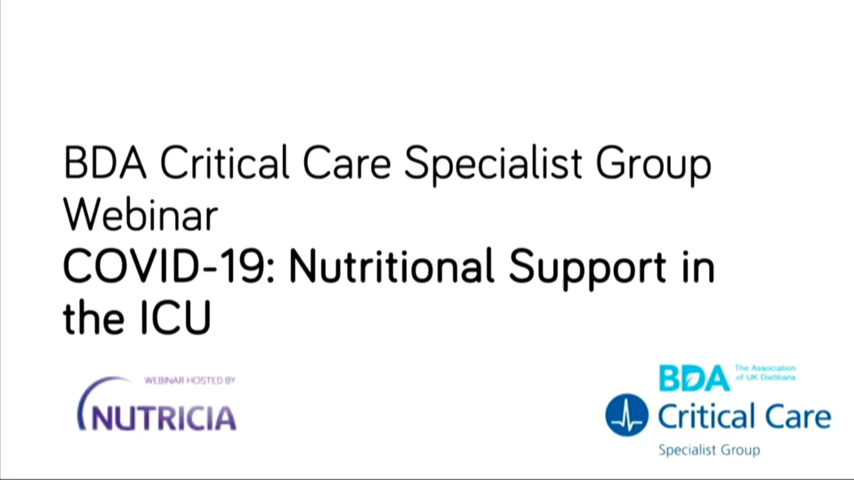 BDA Critical Care Specialist Group
Webinar
COVID-19: Nutritional Support in
the ICU
WEBINAR HOSTED BY
NUTRICIA
BDA The Association
of UK Dietitians
Critical Care
Specialist Group